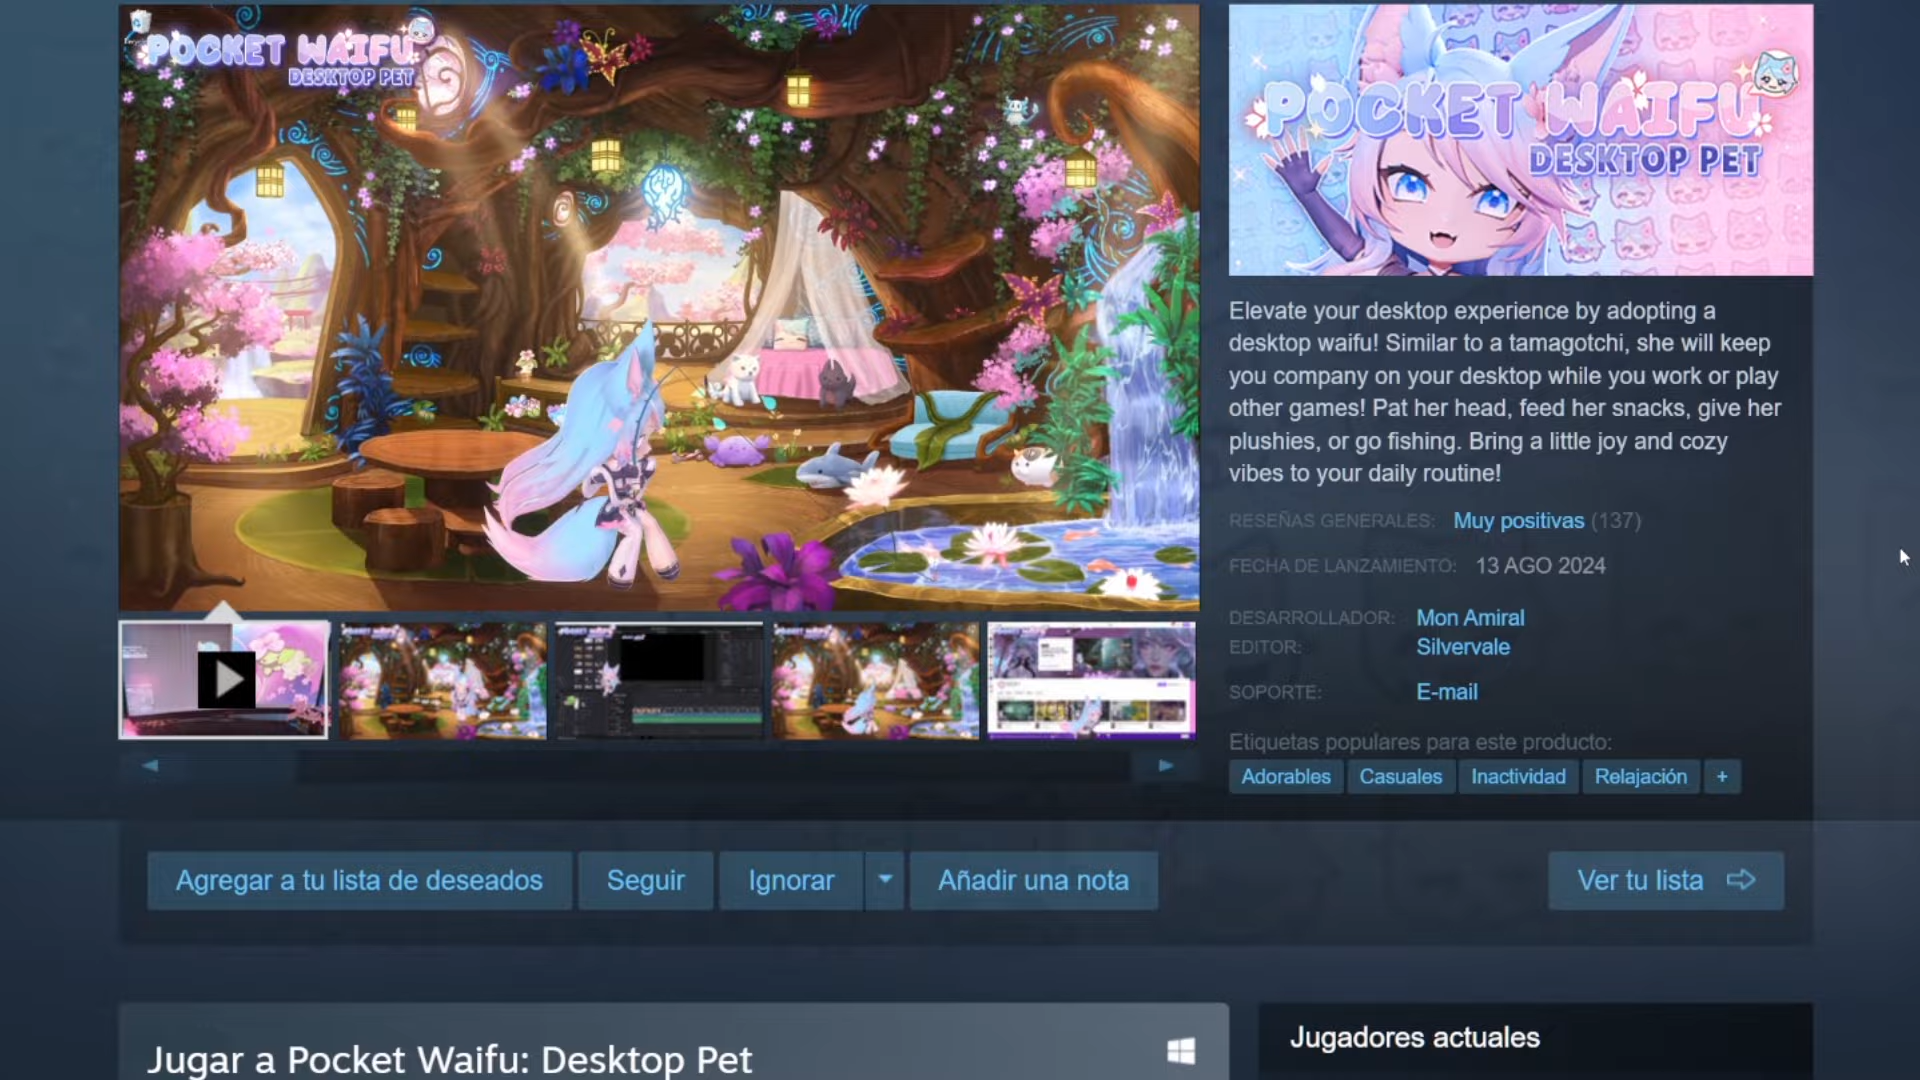 POCKET WAIFU
DESKTOP PET
POCKET WAIFU
DESKTOP PET
Elevate your desktop experience by adopting a
desktop waifu! Similar to a tamagotchi, she will keep
you company on your desktop while you work or play
other games! Pat her head, feed her snacks, give her
plushies, or go fishing. Bring a little joy and cozy
vibes to your daily routine!
RESEÑAS GENERALES: Muy positivas (137)
FECHA DE LANZAMIENTO: 13 AGO 2024
DESARROLLADOR: Mon Amiral
EDITOR: Silvervale
SOPORTE: E-mail
Etiquetas populares para este producto:
Adorables Casuales Inactividad Relajación +
Agregar a tu lista de deseados Seguir Ignorar Añadir una nota Ver tu lista
Jugar a Pocket Waifu: Desktop Pet
Jugadores actuales